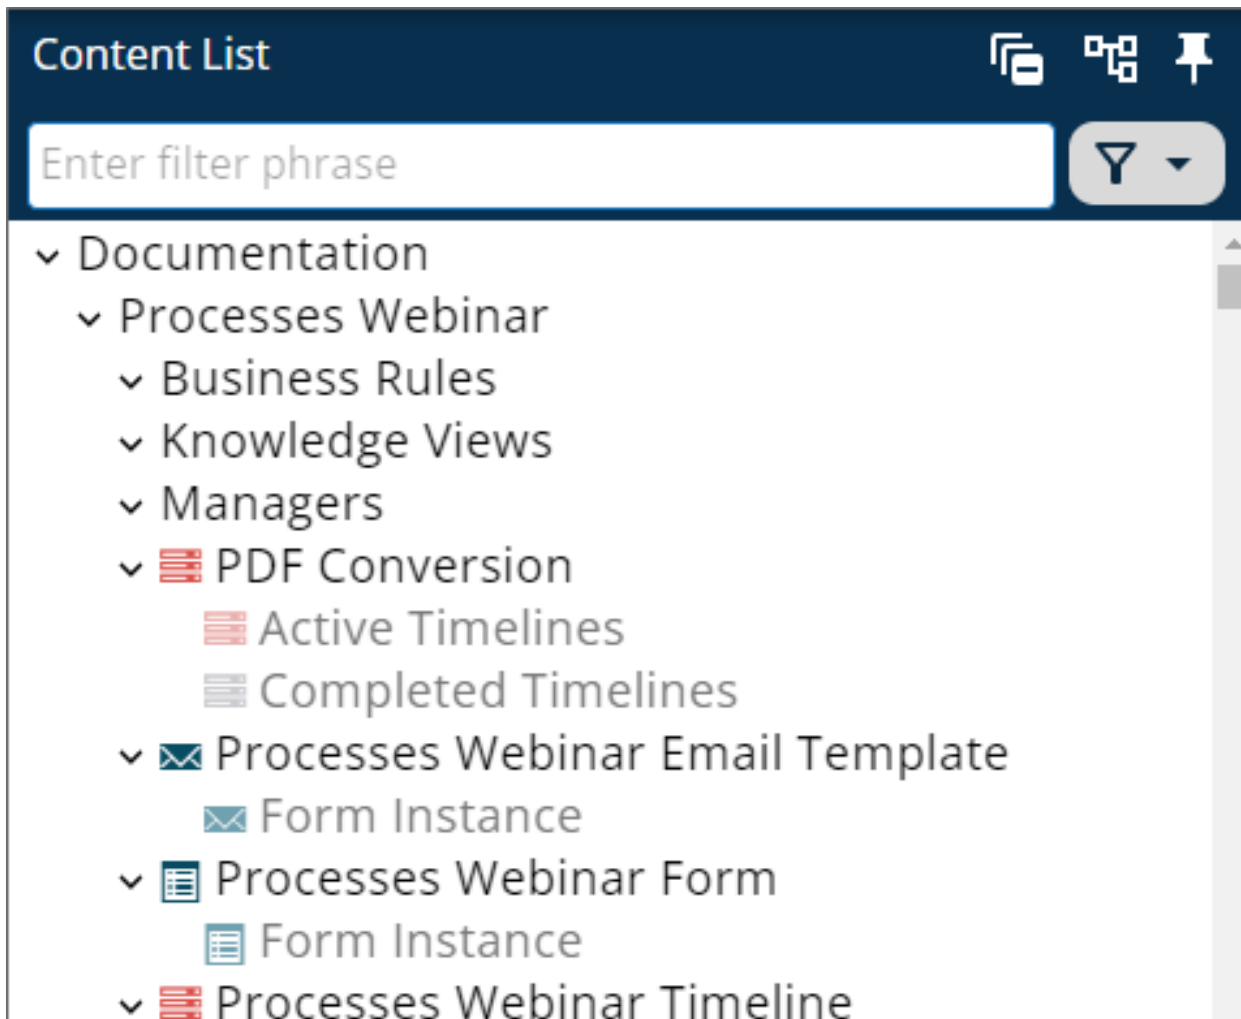 Content List
Enter filter phrase
Documentation
Processes Webinar
Business Rules
Knowledge Views
Managers
PDF Conversion
Active Timelines
Completed Timelines
Processes Webinar Email Template
Form Instance
Processes Webinar Form
Form Instance
Processes Webinar Timeline